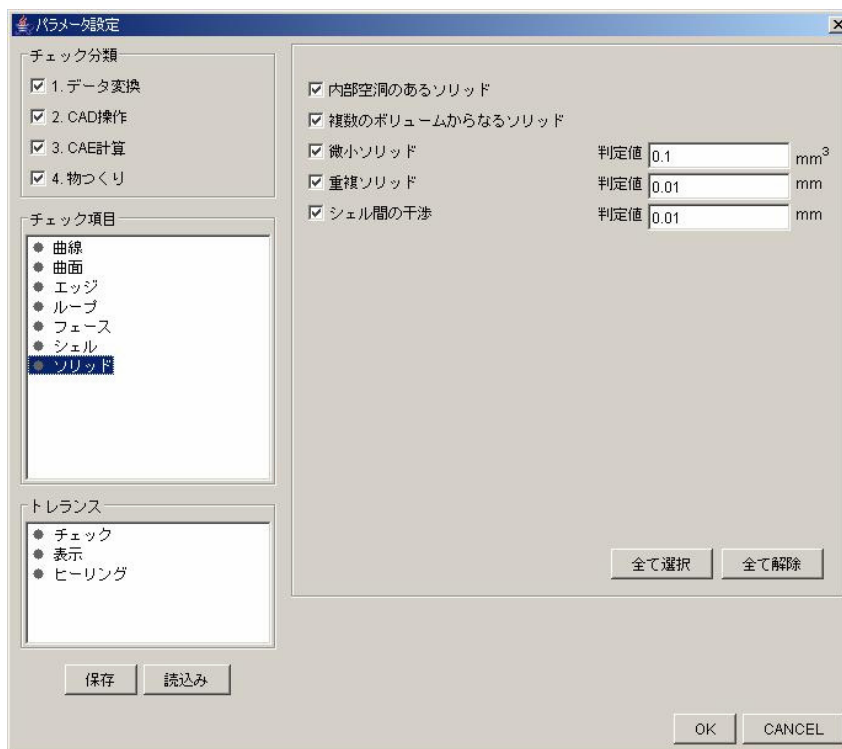 パラメータ設定
チェック分類
1.データ変換
2.CAD操作
3.CAE計算
4.物つくり
チェック項目
曲線
曲面
エッジ
ループ
フェース
シェル
ソリッド
トレランス
チェック
表示
ヒーリング
保存 読込み
内部空洞のあるソリッド
複数のボリュームからなるソリッド
微小ソリッド 判定値 0.1 mm³
重複ソリッド 判定値 0.01 mm
シェル間の干渉 判定値 0.01 mm
全て選択 全て解除
OK CANCEL